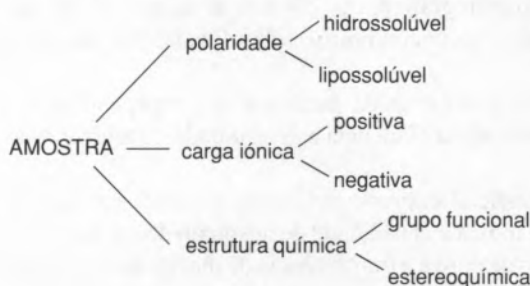 hidrossolúvel
polaridade
lipossolúvel
positiva
AMOSTRA
carga iónica
negativa
grupo funcional
estrutura química
estereoquímica